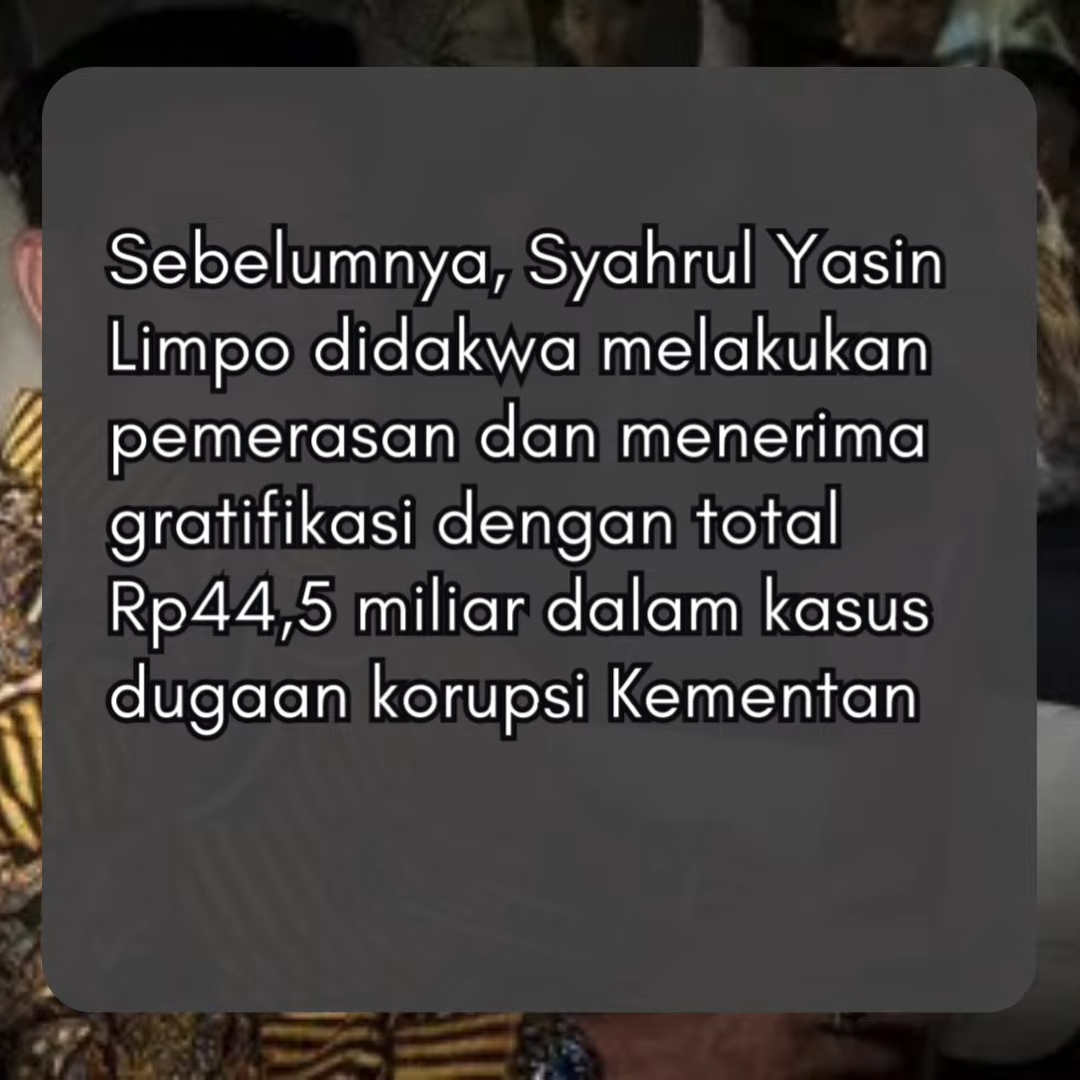 Sebelumnya, Syahrul Yasin
Limpo didakwa melakukan
pemerasan dan menerima
gratifikasi dengan total
Rp44,5 miliar dalam kasus
dugaan korupsi Kementan